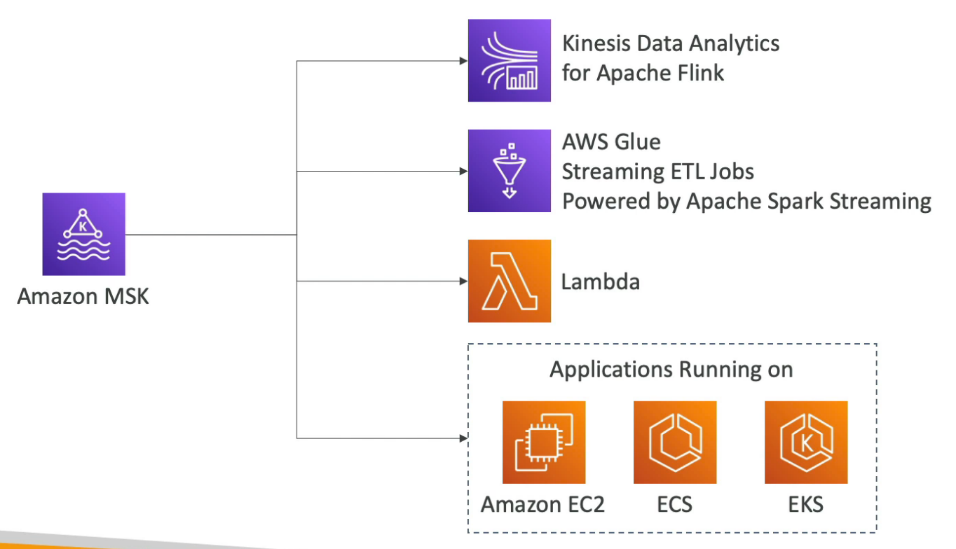 Kinesis Data Analytics
for Apache Flink
AWS Glue
Streaming ETL Jobs
Powered by Apache Spark Streaming
K
Amazon MSK
Lambda
Applications Running on
K
Amazon EC2
ECS
EKS